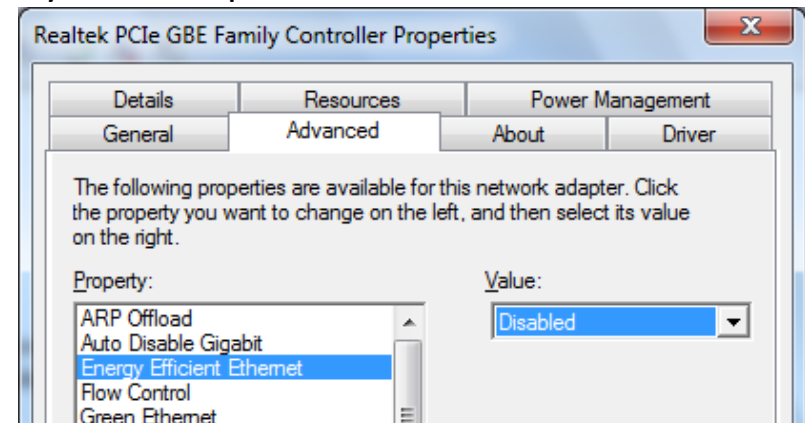 Realtek PCIe GBE Family Controller Properties
Details Resources Power Management
General Advanced About Driver
The following properties are available for this network adapter. Click
the property you want to change on the left, and then select its value
on the right.
Property: Value:
ARP Offload Disabled
Auto Disable Gigabit
Energy Efficient Ethernet
Flow Control
Green Ethernet